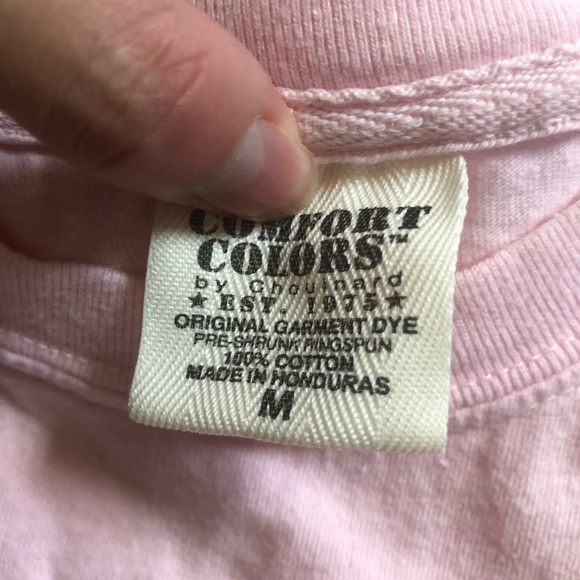 COMFORT
COLORS™
by Chouinard
★ EST. 1975 ★
ORIGINAL GARMENT DYE
PRE-SHRUNK RINGSPUN
100% COTTON
MADE IN HONDURAS
M